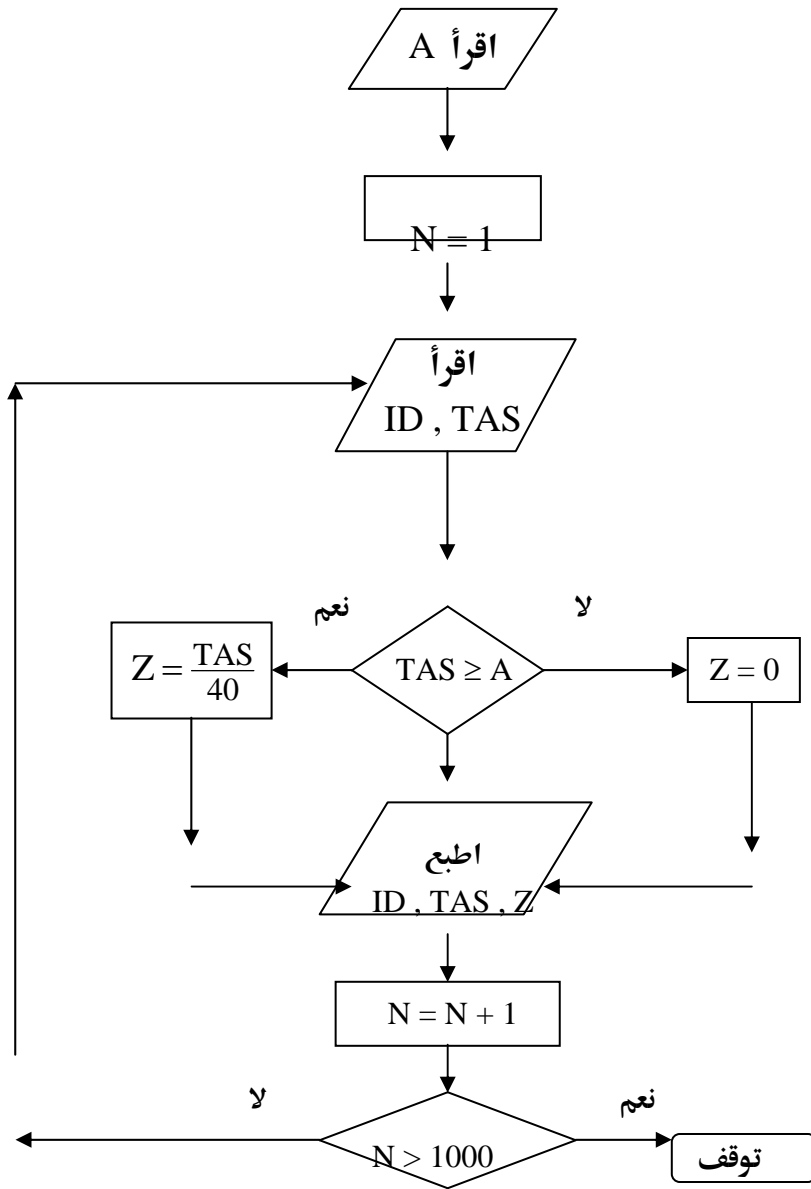 اقرأ A
N = 1
اقرأ
ID , TAS
نعم
لا
Z = TAS / 40
TAS ≥ A
Z = 0
اطبع
ID , TAS , Z
N = N + 1
لا
نعم
N > 1000
توقف